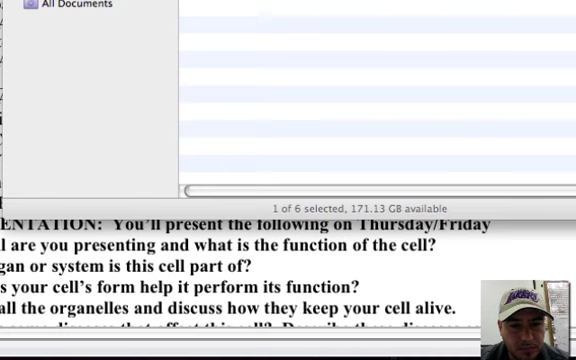 All Documents
1 of 6 selected, 171.13 GB available
ENTATION: You'll present the following on Thursday/Friday
l are you presenting and what is the function of the cell?
gan or system is this cell part of?
s your cell's form help it perform its function?
all the organelles and discuss how they keep your cell alive.